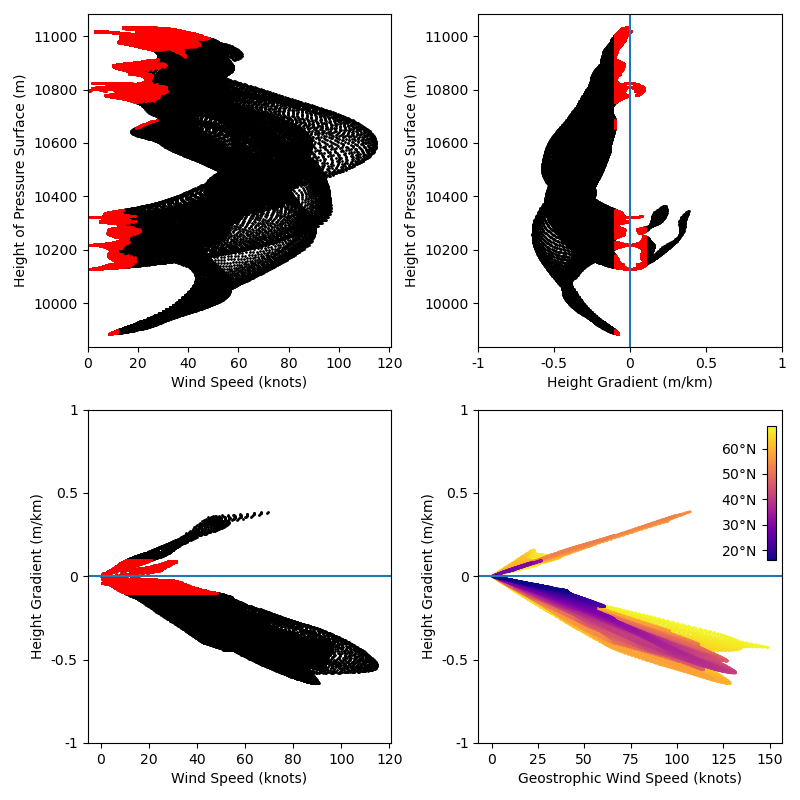 11000
10800
10600
10400
10200
10000
Height of Pressure Surface (m)
0 20 40 60 80 100 120
Wind Speed (knots)
11000
10800
10600
10400
10200
10000
Height of Pressure Surface (m)
-1 -0.5 0 0.5 1
Height Gradient (m/km)
1
0.5
0
-0.5
-1
Height Gradient (m/km)
0 20 40 60 80 100 120
Wind Speed (knots)
1
0.5
0
-0.5
-1
Height Gradient (m/km)
60°N
50°N
40°N
30°N
20°N
0 25 50 75 100 125 150
Geostrophic Wind Speed (knots)